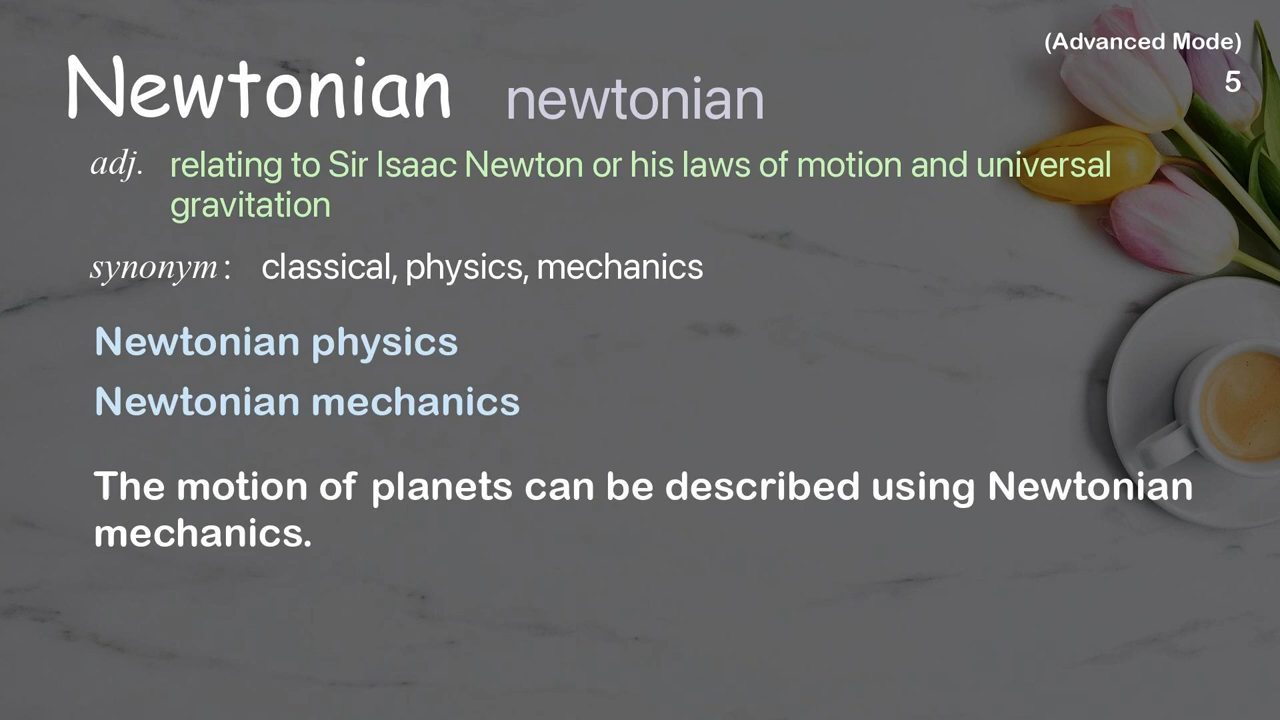 (Advanced Mode)
5
Newtonian newtonian
adj. relating to Sir Isaac Newton or his laws of motion and universal
gravitation
synonym: classical, physics, mechanics
Newtonian physics
Newtonian mechanics
The motion of planets can be described using Newtonian
mechanics.